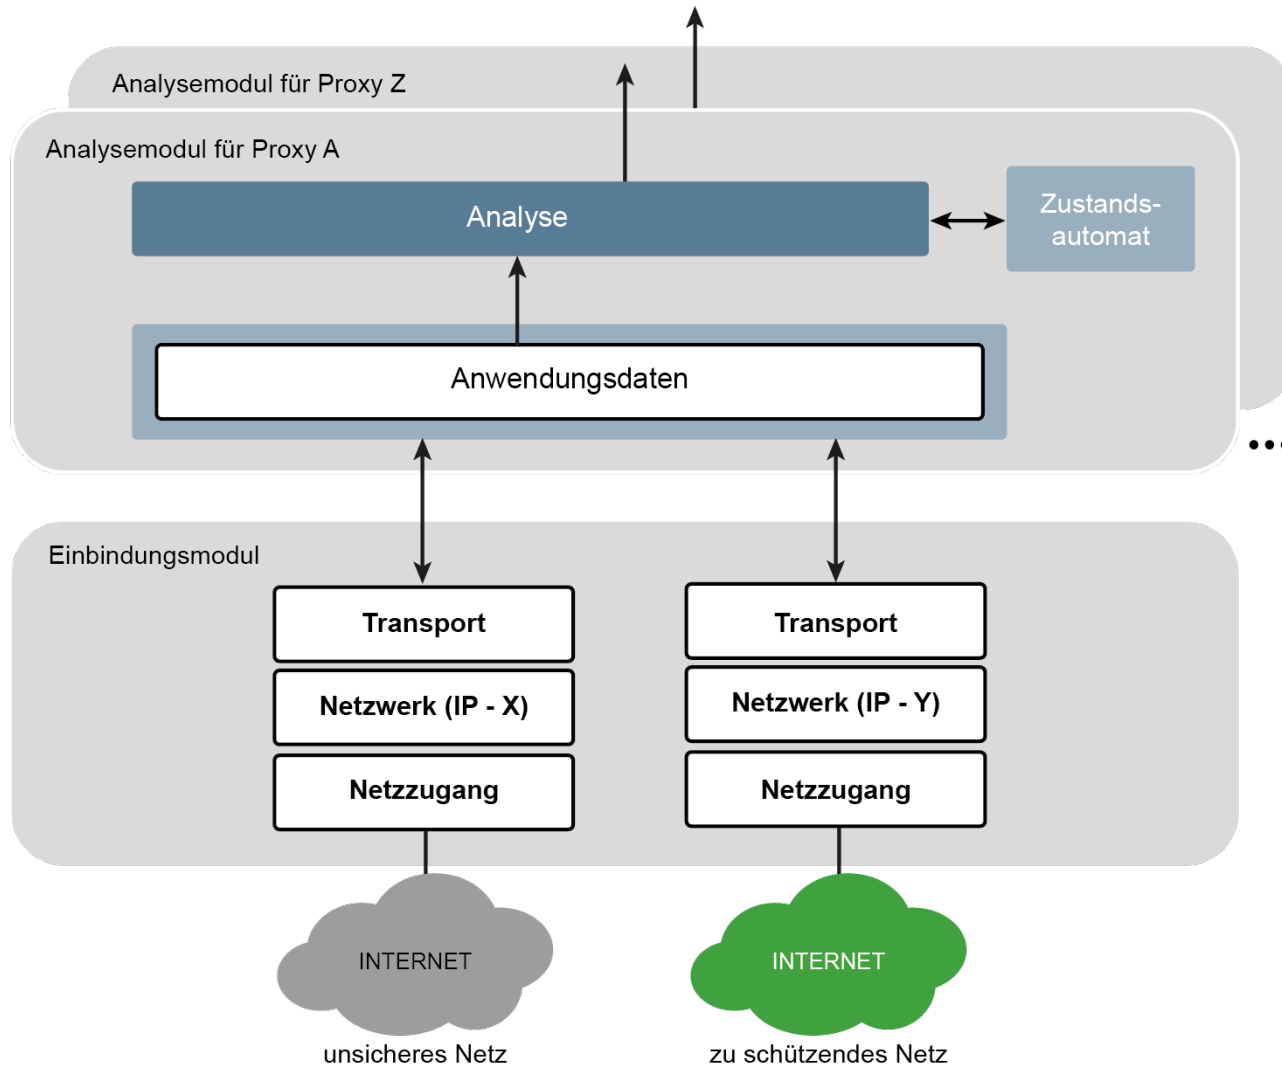 Analysemodul für Proxy Z
Analysemodul für Proxy A
Analyse
Zustands-
automat
Anwendungsdaten
...
Einbindungsmodul
Transport
Transport
Netzwerk (IP - X)
Netzwerk (IP - Y)
Netzzugang
Netzzugang
INTERNET
INTERNET
unsicheres Netz
zu schützendes Netz